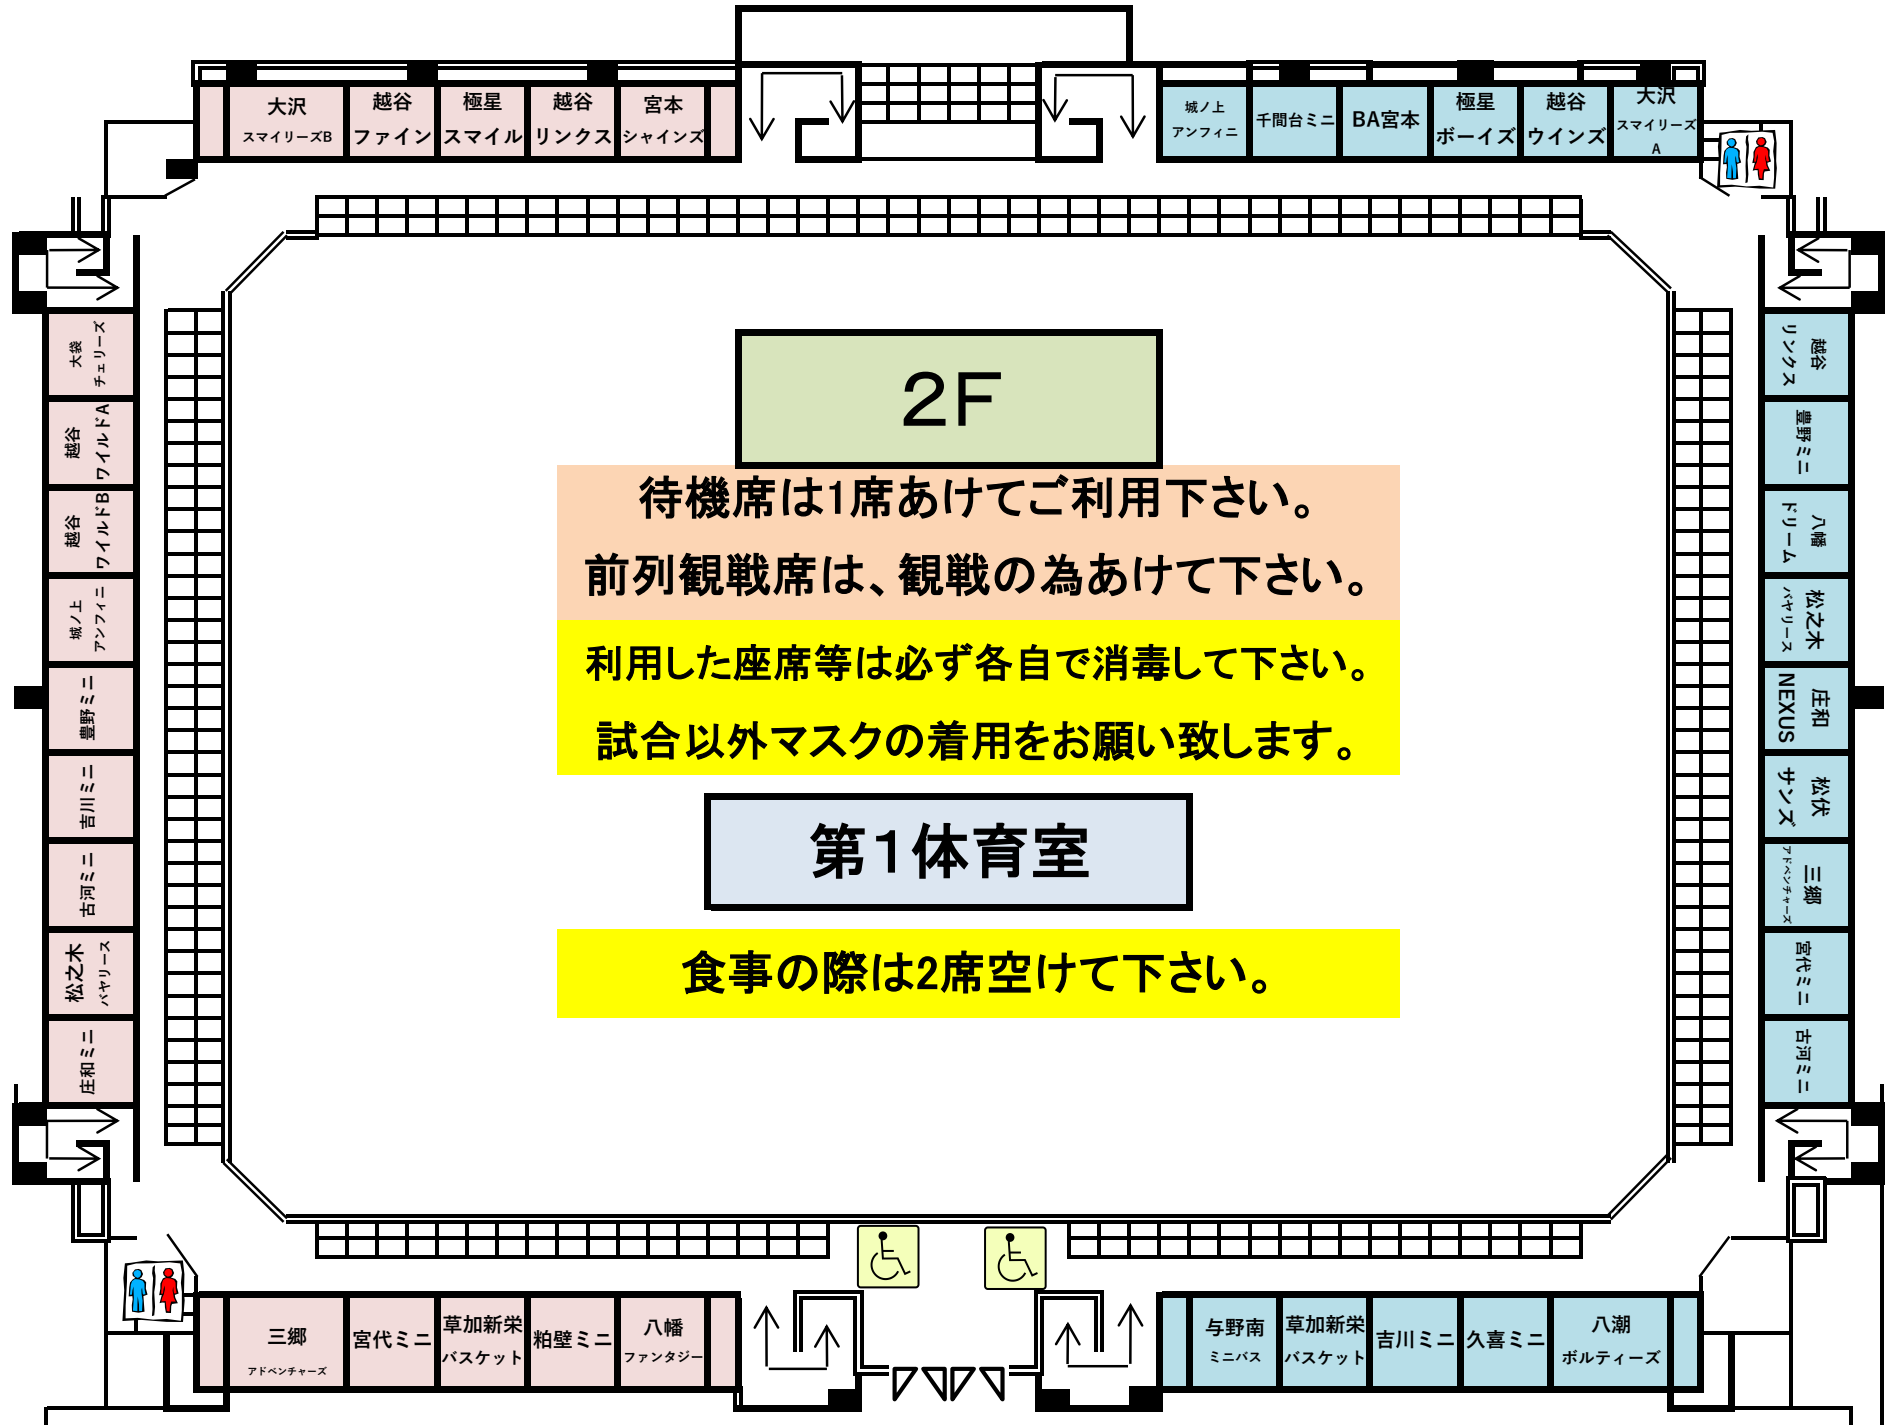 大沢
スマイリーズB
越谷
ファイン
極星
スマイル
越谷
リンクス
宮本
シャインズ
城ノ上
アンフィニ
千間台ミニ
BA宮本
極星
ボーイズ
越谷
ウインズ
大沢
スマイリーズ
A
大袋
チェリーズ
越谷
ワイルドA
越谷
ワイルドB
城ノ上
アンフィニ
豊野ミニ
吉川ミニ
古河ミニ
松之木
バヤリース
庄和ミニ
2F
待機席は1席あけてご利用下さい。
前列観戦席は、観戦の為あけて下さい。
利用した座席等は必ず各自で消毒して下さい。
試合以外マスクの着用をお願い致します。
第1体育室
食事の際は2席空けて下さい。
越谷
リンクス
豊野ミニ
八幡
ドリーム
松之木
バヤリース
庄和
NEXUS
松伏
サンズ
三郷
アドベンチャーズ
宮代ミニ
古河ミニ
三郷
アドベンチャーズ
宮代ミニ
草加新栄
バスケット
粕壁ミニ
八幡
ファンタジー
与野南
ミニバス
草加新栄
バスケット
吉川ミニ
久喜ミニ
八潮
ボルティーズ